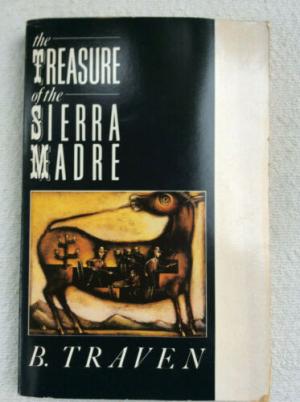 the
TREASURE
of the
SIERRA
MADRE
B. TRAVEN